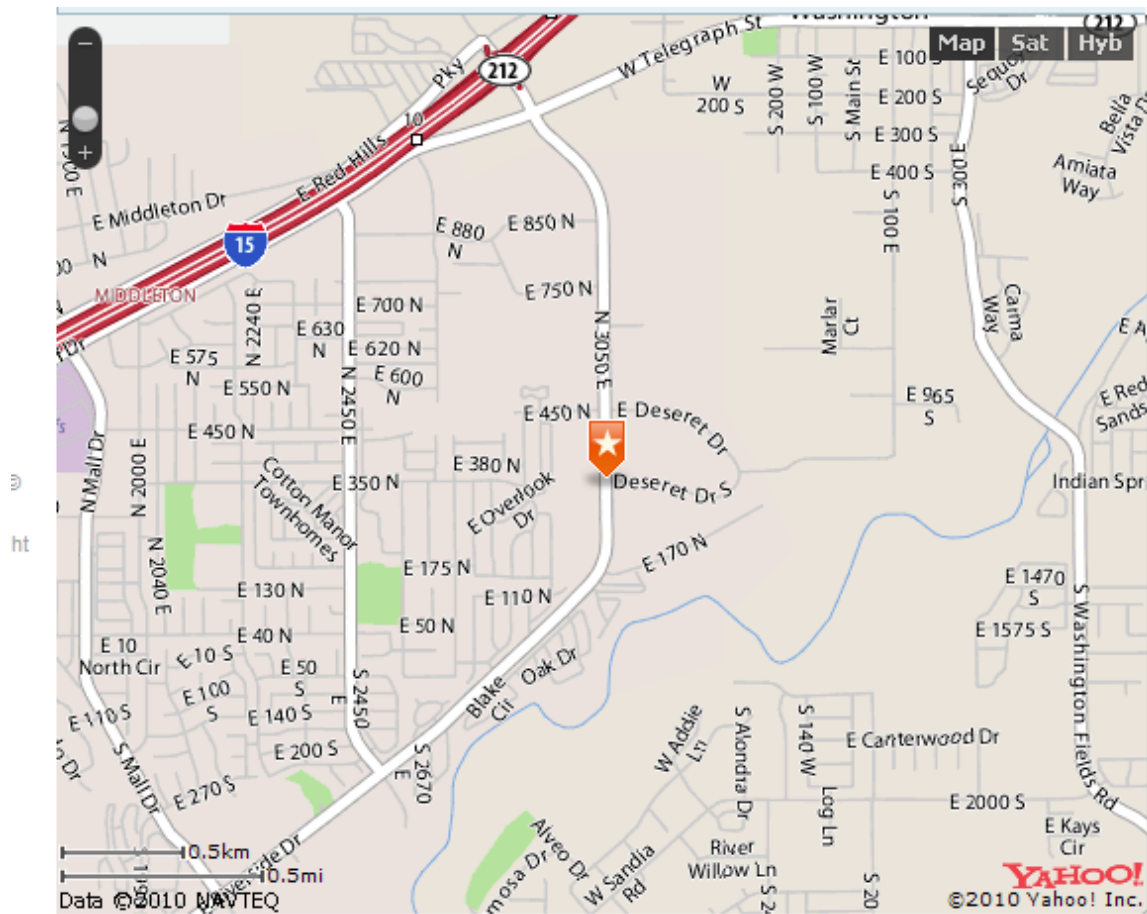 Washington
212
W Telegraph St
Map
Sat
Hyb
212
Pky
10
E Red Hills
E Middleton Dr
15
MIDDLETON
W
200 S
S 200 W
S 100 W
S Main St
E 100 S
E 200 S
E 300 S
E 400 S
S 100 E
S 300 E
Sequoy
Dr
Bella
Vista
Amiata
Way
E 880
N
E 850 N
E 750 N
N 3050 E
E 700 N
E 630
N
E 620 N
E 600
N
N 2240 E
N 2450 E
E 575
N
E 550 N
E 450 N
N Mall Dr
N 2000 E
N 2040 E
Marlar
Ct
Carma
Way
E 965
S
E Red
Sands
Indian Spr
E 450 N
E Deseret Dr
Deseret Dr S
E 380 N
E 350 N
E Overlook
Dr
Cotton Manor
Townhomes
ht
E 170 N
E 175 N
E 110 N
E 130 N
E 50 N
E 40 N
E 10
North Cir
E 10 S
E 50
S
E 100
S
E 110 S
E 140 S
E 200 S
E 270 S
S 2450
E
S Mall Dr
S 2670
E
Blake
Cir
Oak Dr
E 1470
S
E 1575 S
S Washington Fields Rd
W Addie
Ln
S Alondra Dr
S 140 W
Log Ln
E Canterwood Dr
E 2000 S
E Kays
Cir
River
Willow Ln
W Sandia
Rd
Alveo Dr
mosa Dr
S 20
0.5km
0.5mi
Data ©2010 NAVTEQ
YAHOO!
©2010 Yahoo! Inc.